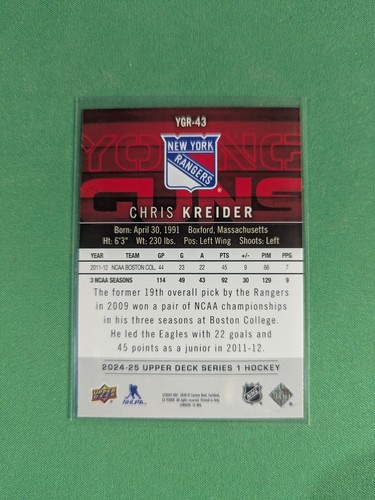 YGR-43
YOUNG
GUNS
NEW YORK
RANGERS
CHRIS KREIDER
Born: April 30, 1991 Boxford, Massachusetts
Ht: 6'3" Wt: 230 lbs. Pos: Left Wing Shoots: Left
YEAR TEAM GP G A PTS +/- PIM PPG
2011-12 NCAA BOSTON COL. 44 23 22 45 9 66 7
3 NCAA SEASONS 114 49 43 92 30 129 9
The former 19th overall pick by the Rangers
in 2009 won a pair of NCAA championships
in his three seasons at Boston College.
He led the Eagles with 22 goals and
45 points as a junior in 2011-12.
2024-25 UPPER DECK SERIES 1 HOCKEY
UPPER DECK
NHLPA
NHL